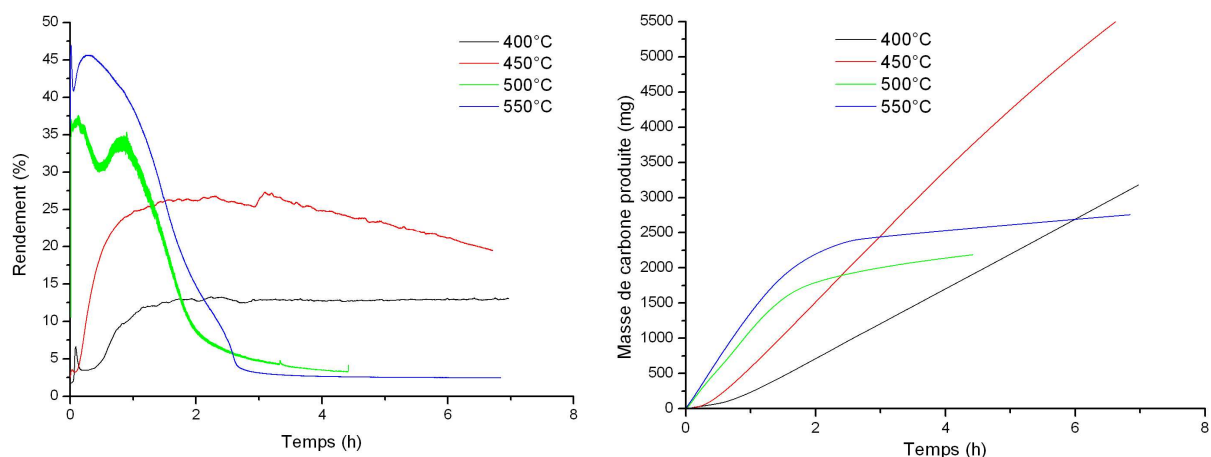 50
45
40
35
30
25
20
15
10
5
0
Rendement (%)
0 2 4 6 8
Temps (h)
400°C
450°C
500°C
550°C
5500
5000
4500
4000
3500
3000
2500
2000
1500
1000
500
0
Masse de carbone produite (mg)
0 2 4 6 8
Temps (h)
400°C
450°C
500°C
550°C